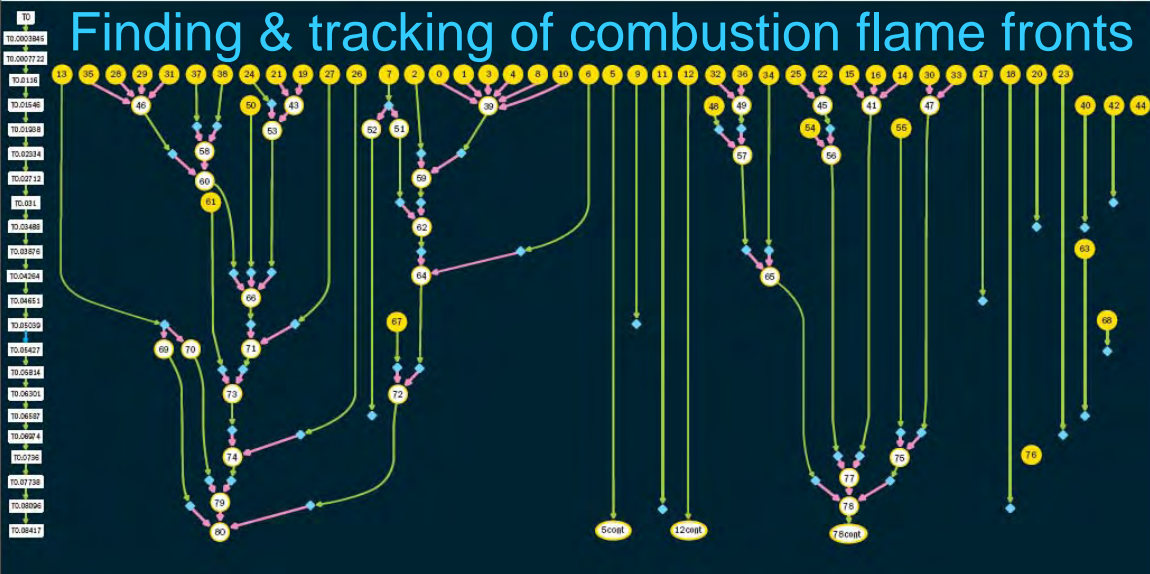 Finding & tracking of combustion flame fronts
T0
T0.0003845
T0.0007722
T0.0116
T0.01546
T0.01938
T0.02334
T0.02712
T0.031
T0.03488
T0.03876
T0.04264
T0.04651
T0.05039
T0.05427
T0.05814
T0.06301
T0.06587
T0.06974
T0.0736
T0.07738
T0.08096
T0.08417
13 35 28 29 31 37 38 24 21 19 27 26 7 2 0 1 3 4 8 10 6 5 9 11 12 32 36 34 25 22 15 16 14 30 33 17 18 20 23
46 50 43 39 48 49 45 41 47 40 42 44
53 52 51 54 55
58 57 56
60 59
61
62
63
64 65
66
67 68
69 70 71
73 72
74 75 76
77
79 78
80 5cont 12cont 78cont